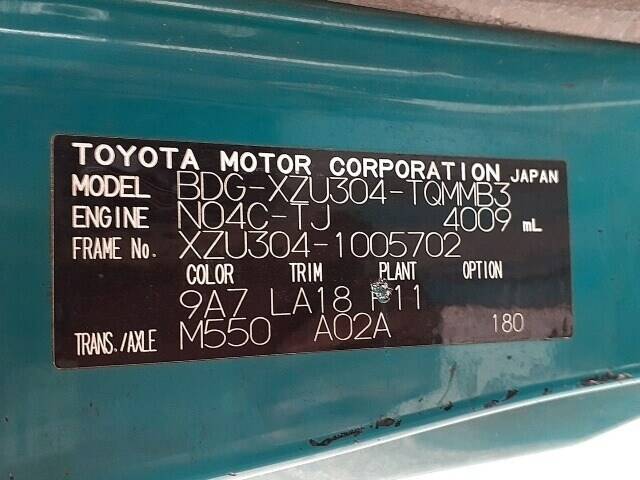 TOYOTA MOTOR CORPORATION JAPAN
MODEL BDG-XZU304-TQMMB3
ENGINE N04C-TJ 4009 mL
FRAME No. XZU304-1005702
COLOR TRIM PLANT OPTION
9A7 LA18 P11
TRANS./AXLE M550 A02A 180